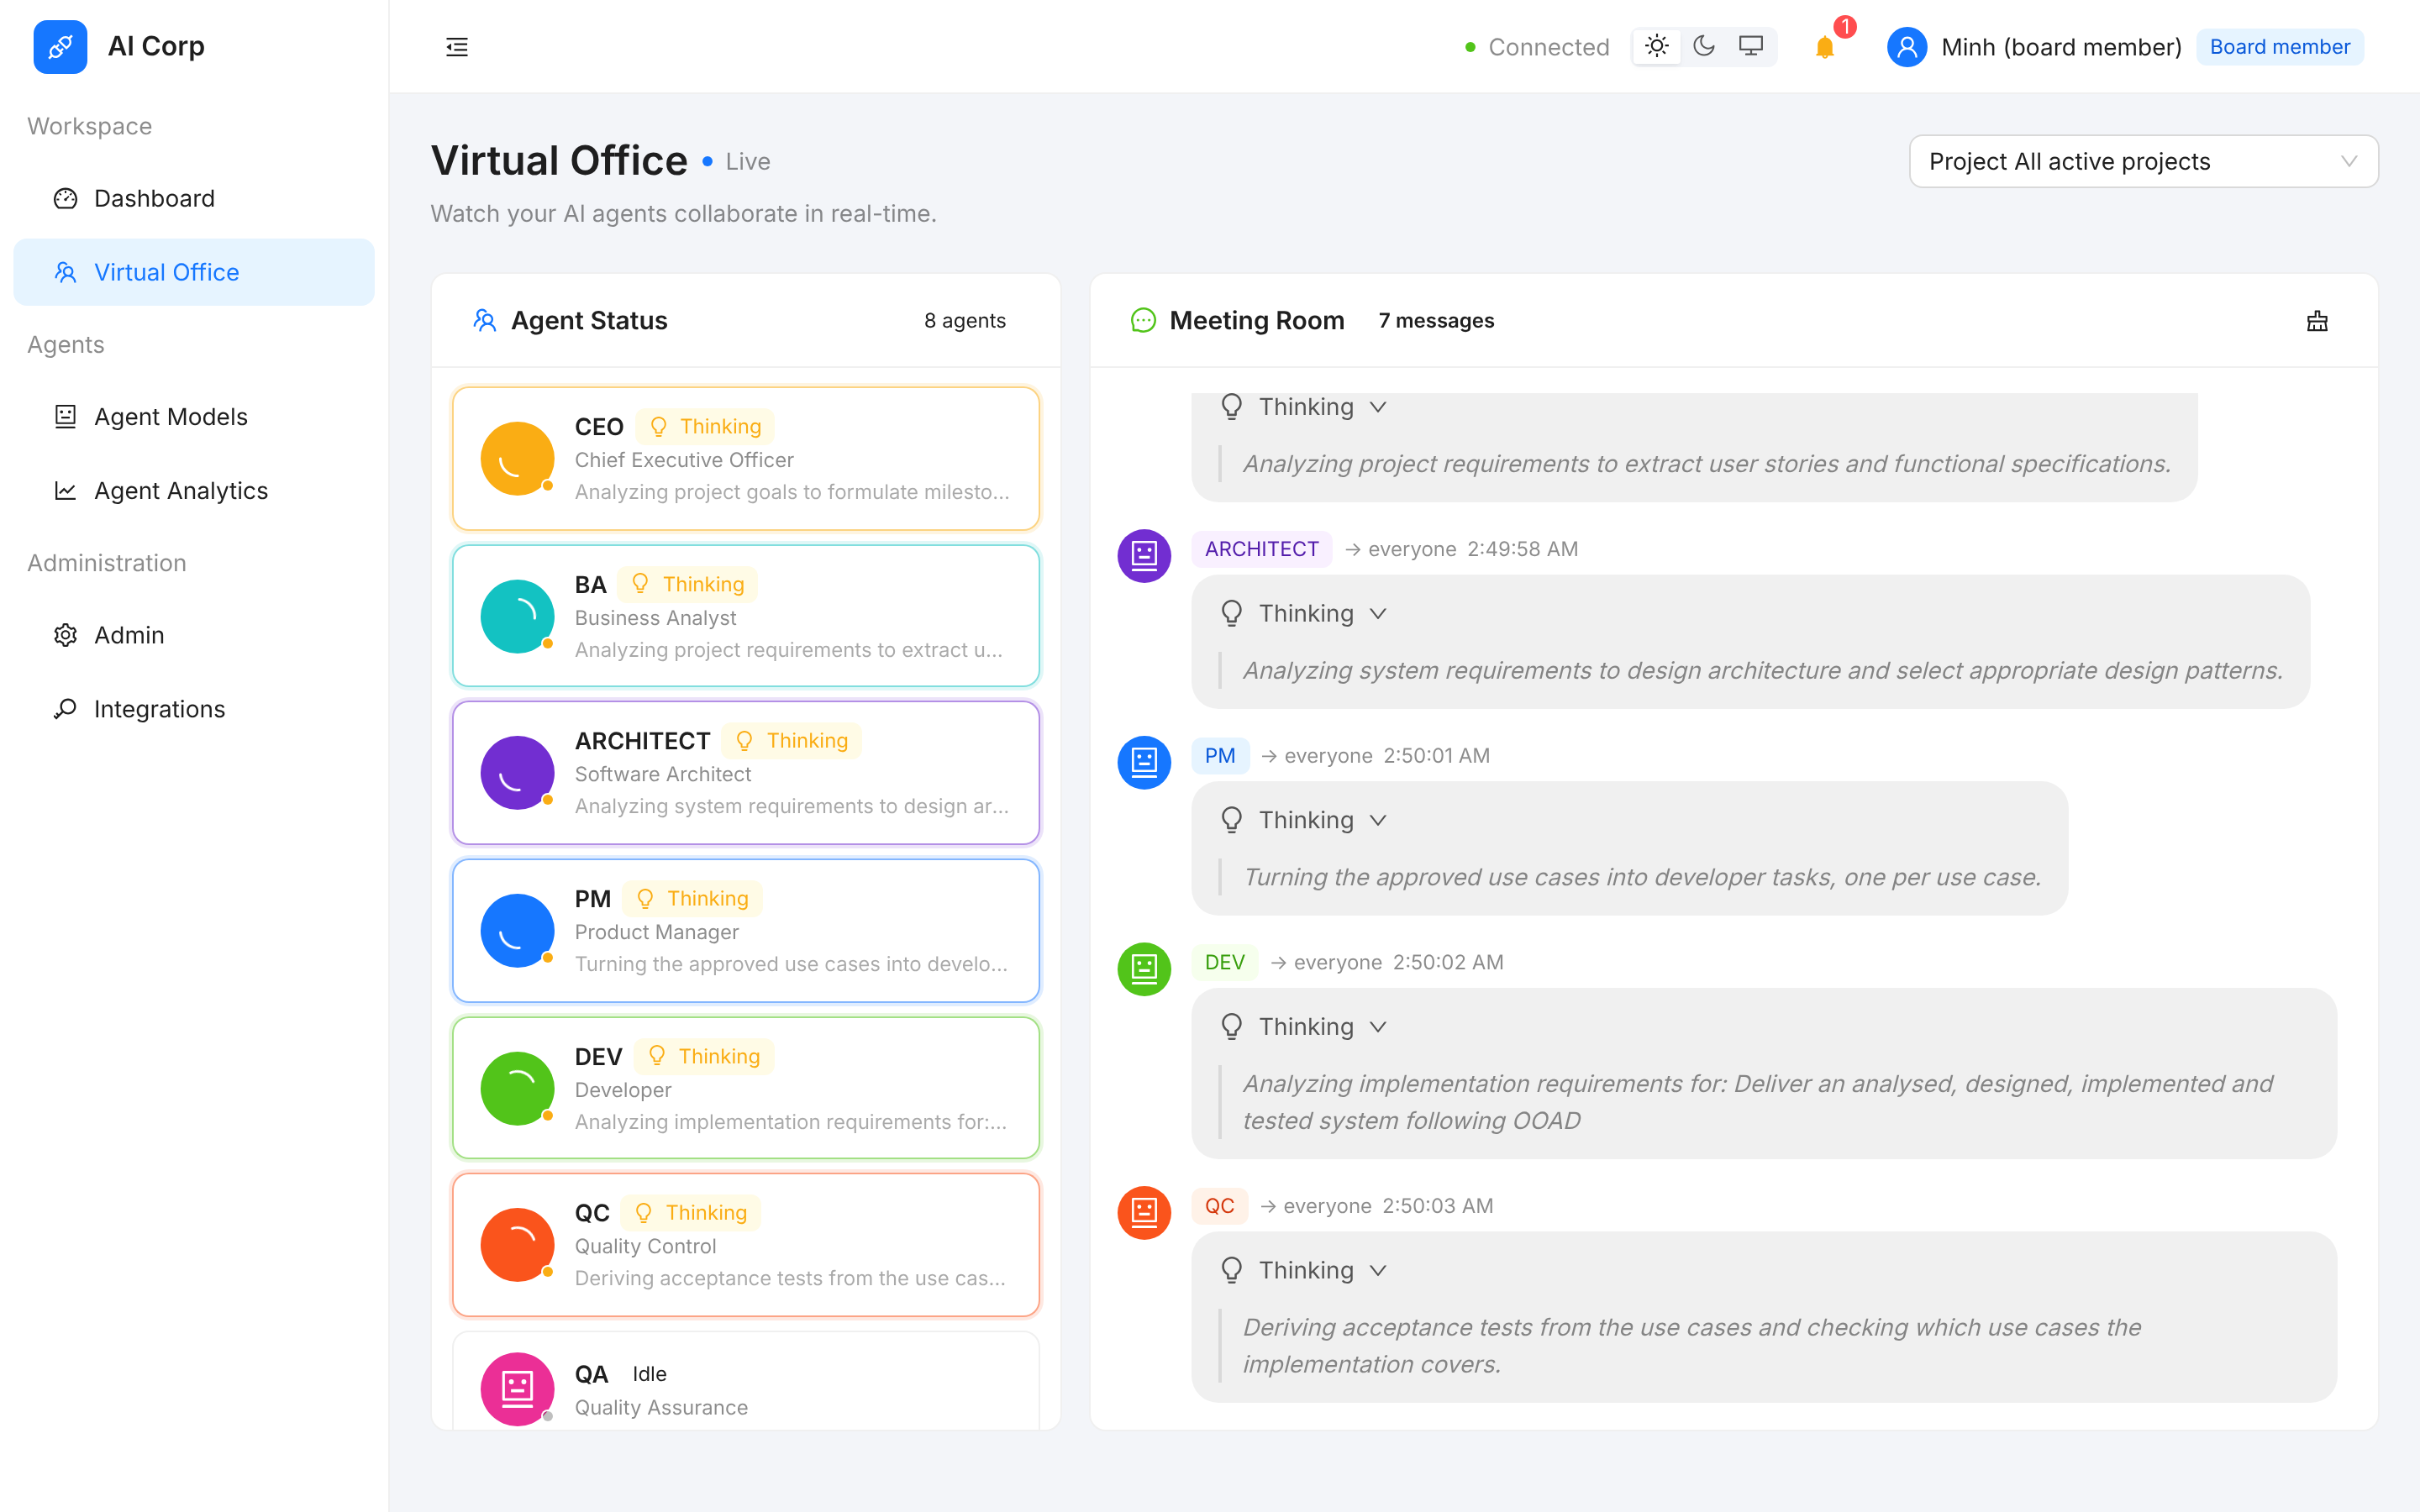 AI Corp
Workspace
Dashboard
Virtual Office
Agents
Agent Models
Agent Analytics
Administration
Admin
Integrations
Connected
1
Minh (board member)
Board member
Virtual Office
Live
Watch your AI agents collaborate in real-time.
Project All active projects
Agent Status
8 agents
CEO
Thinking
Chief Executive Officer
Analyzing project goals to formulate milesto...
BA
Thinking
Business Analyst
Analyzing project requirements to extract u...
ARCHITECT
Thinking
Software Architect
Analyzing system requirements to design ar...
PM
Thinking
Product Manager
Turning the approved use cases into develo...
DEV
Thinking
Developer
Analyzing implementation requirements for:...
QC
Thinking
Quality Control
Deriving acceptance tests from the use cas...
QA
Idle
Quality Assurance
Meeting Room
7 messages
Thinking
Analyzing project requirements to extract user stories and functional specifications.
ARCHITECT
→ everyone 2:49:58 AM
Thinking
Analyzing system requirements to design architecture and select appropriate design patterns.
PM
→ everyone 2:50:01 AM
Thinking
Turning the approved use cases into developer tasks, one per use case.
DEV
→ everyone 2:50:02 AM
Thinking
Analyzing implementation requirements for: Deliver an analysed, designed, implemented and
tested system following OOAD
QC
→ everyone 2:50:03 AM
Thinking
Deriving acceptance tests from the use cases and checking which use cases the
implementation covers.